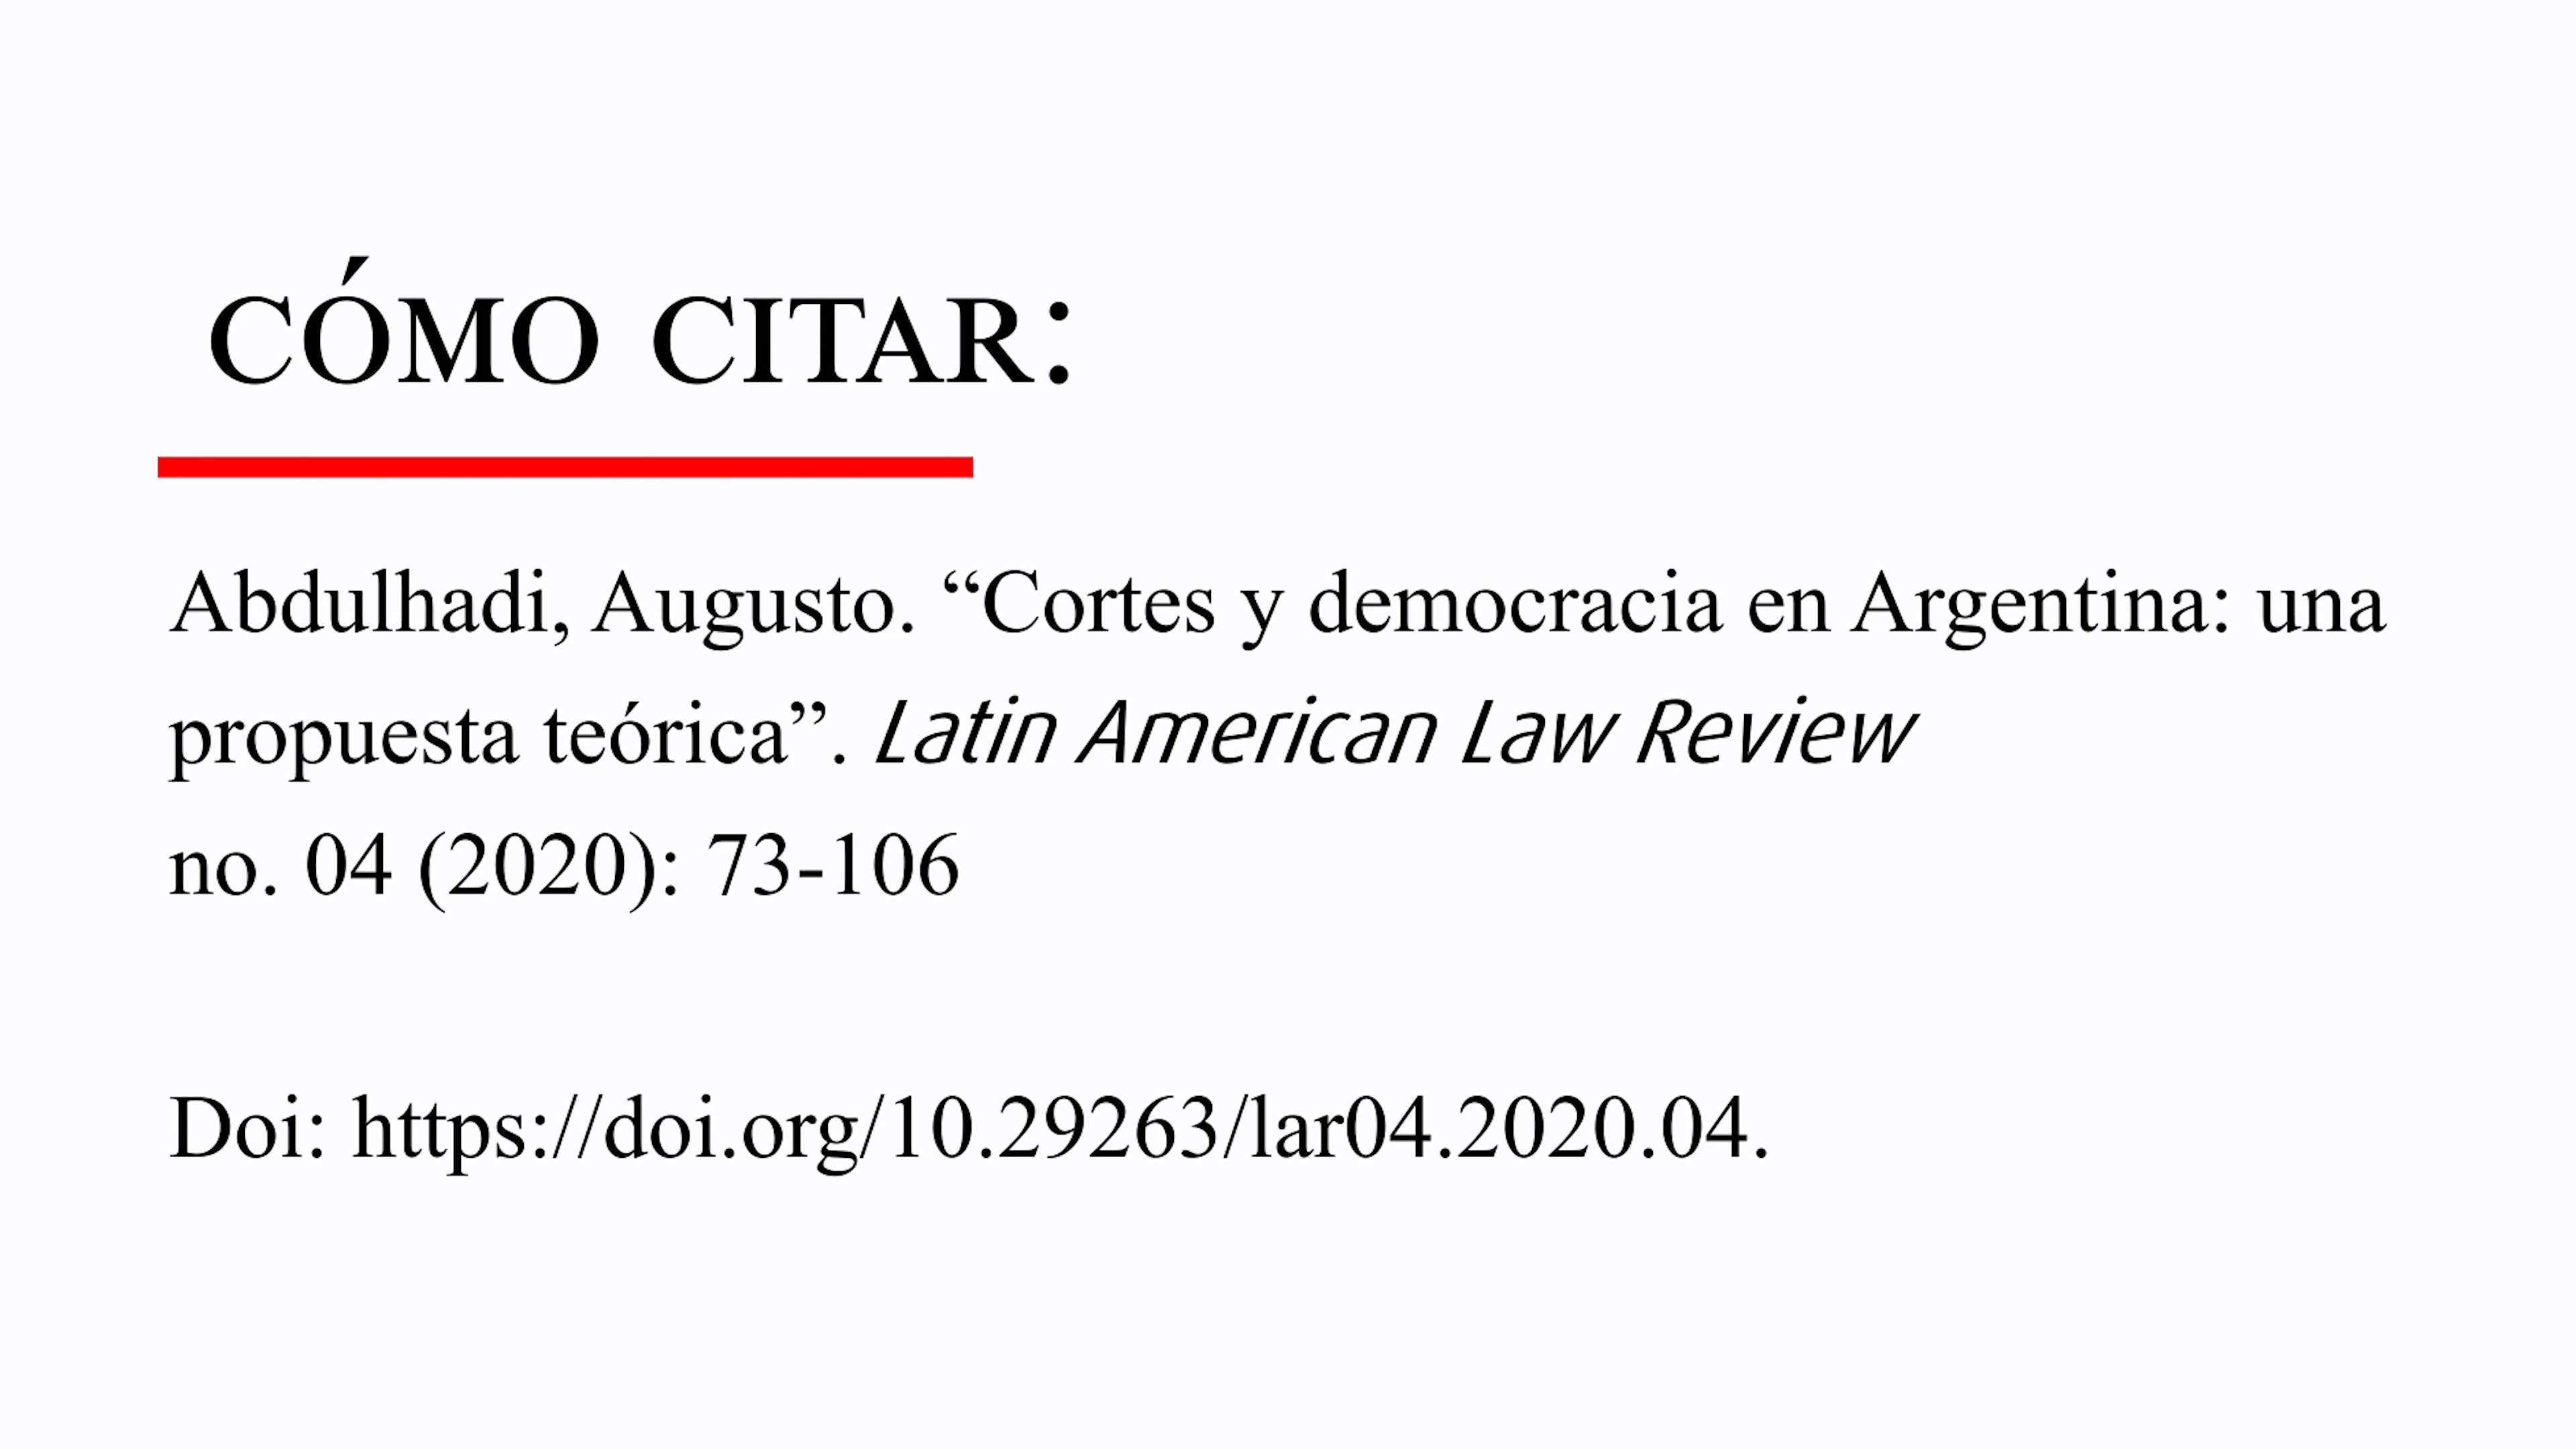 CÓMO CITAR:
Abdulhadi, Augusto. “Cortes y democracia en Argentina: una
propuesta teórica”. Latin American Law Review
no. 04 (2020): 73-106
Doi: https://doi.org/10.29263/lar04.2020.04.